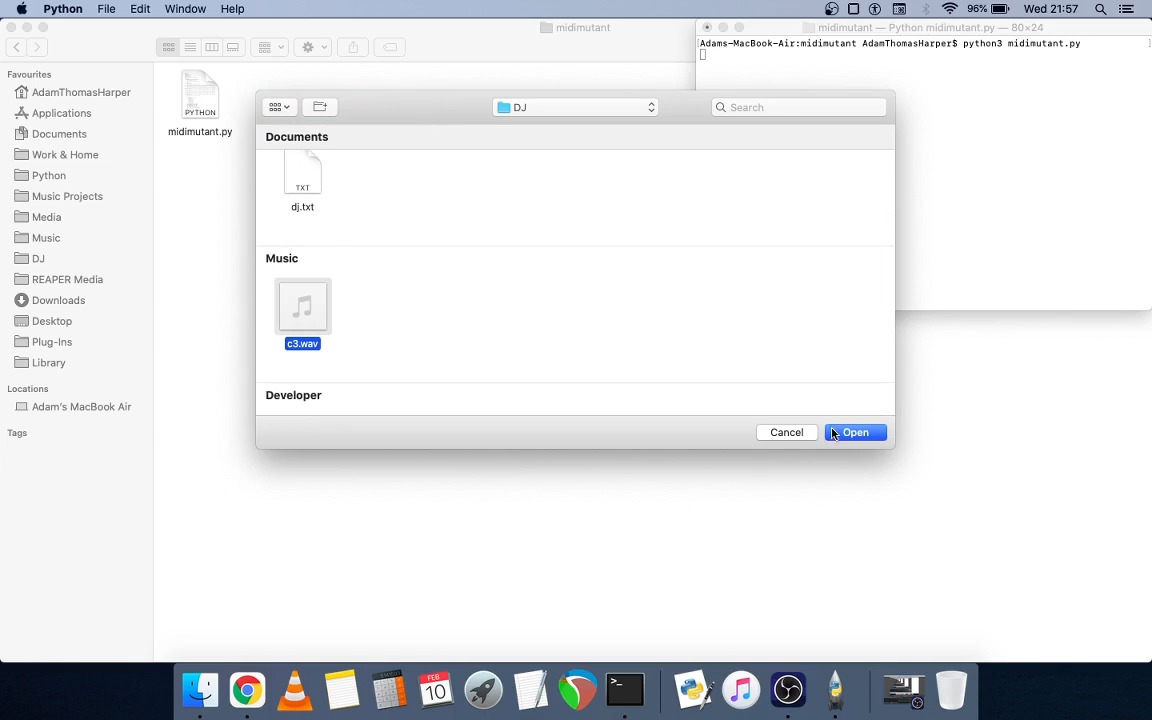 Python File Edit Window Help
96% Wed 21:57
midimutant
midimutant — Python midimutant.py — 80×24
Adams-MacBook-Air:midimutant AdamThomasHarper$ python3 midimutant.py
Favourites
AdamThomasHarper
Applications
Documents
Work & Home
Python
Music Projects
Media
Music
DJ
REAPER Media
Downloads
Desktop
Plug-Ins
Library
Locations
Adam's MacBook Air
Tags
PYTHON
midimutant.py
DJ
Search
Documents
TXT
dj.txt
Music
c3.wav
Developer
Cancel
Open
FEB
10
>_